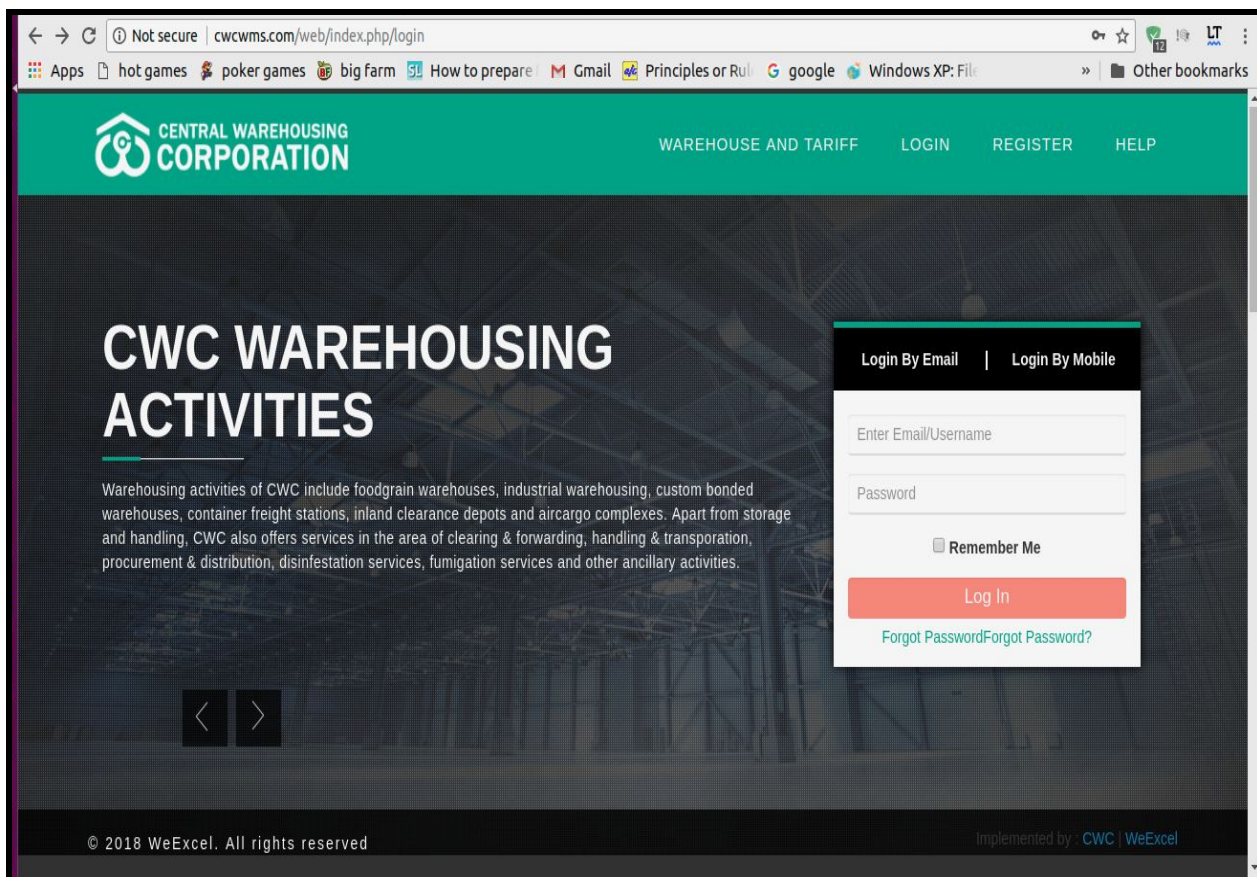 Not secure | cwcwms.com/web/index.php/login
12
LT
Apps hot games poker games big farm SL How to prepare M Gmail a/c Principles or Rul G google Windows XP: File » Other bookmarks
CENTRAL WAREHOUSING
CORPORATION
WAREHOUSE AND TARIFF LOGIN REGISTER HELP
CWC WAREHOUSING
ACTIVITIES
Warehousing activities of CWC include foodgrain warehouses, industrial warehousing, custom bonded
warehouses, container freight stations, inland clearance depots and aircargo complexes. Apart from storage
and handling, CWC also offers services in the area of clearing & forwarding, handling & transporation,
procurement & distribution, disinfestation services, fumigation services and other ancillary activities.
Login By Email | Login By Mobile
Enter Email/Username
Password
Remember Me
Log In
Forgot PasswordForgot Password?
© 2018 WeExcel. All rights reserved
Implemented by : CWC | WeExcel